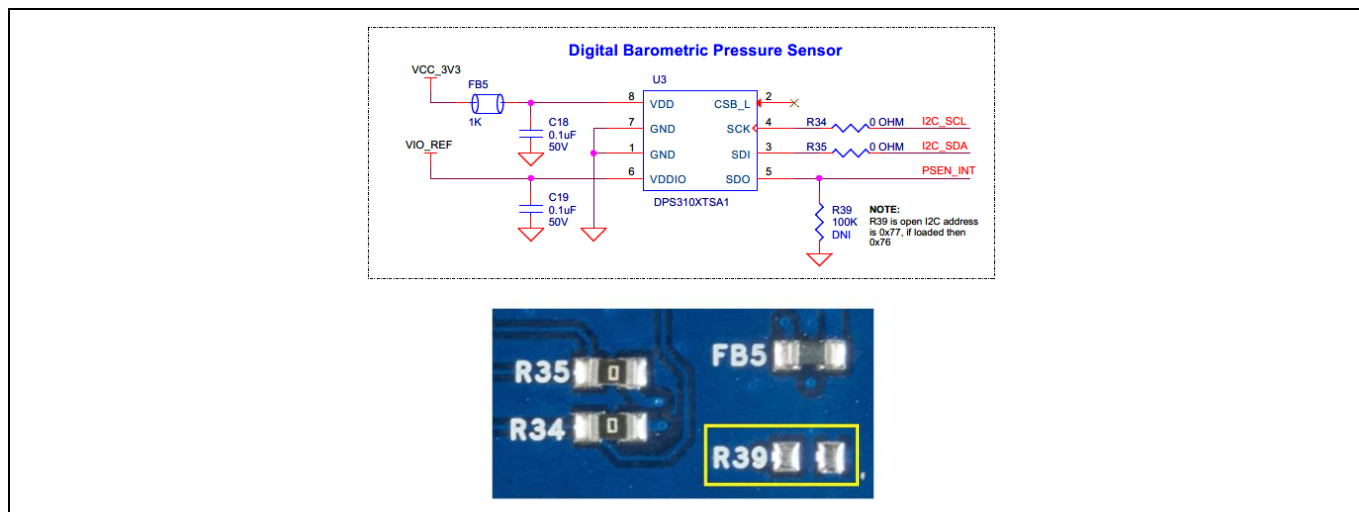 Digital Barometric Pressure Sensor
VCC_3V3
FB5
1K
C18
0.1uF
50V
VIO_REF
C19
0.1uF
50V
U3
8 VDD
7 GND
1 GND
6 VDDIO
CSB_L 2
SCK 4
SDI 3
SDO 5
DPS310XTSA1
R34 0 OHM I2C_SCL
R35 0 OHM I2C_SDA
PSEN_INT
R39
100K
DNI
NOTE:
R39 is open I2C address
is 0x77, if loaded then
0x76
R35 0
FB5
R34 0
R39